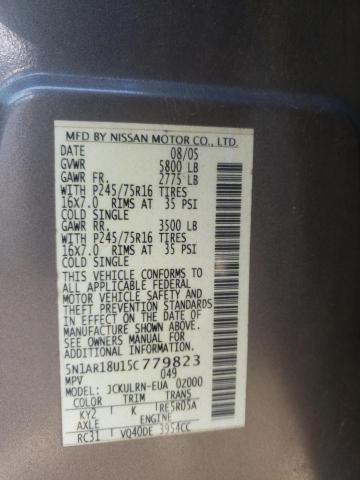 MFD BY NISSAN MOTOR CO., LTD.
DATE 08/05
GVWR 5800 LB
GAWR FR. 2775 LB
WITH P245/75R16 TIRES
16X7.0 RIMS AT 35 PSI
COLD SINGLE
GAWR RR. 3500 LB
WITH P245/75R16 TIRES
16X7.0 RIMS AT 35 PSI
COLD SINGLE
THIS VEHICLE CONFORMS TO
ALL APPLICABLE FEDERAL
MOTOR VEHICLE SAFETY AND
THEFT PREVENTION STANDARDS
IN EFFECT ON THE DATE OF
MANUFACTURE SHOWN ABOVE.
SEE OWNERS MANUAL FOR
ADDITIONAL INFORMATION.
5N1AR18U15C779823
MPV 049
MODEL: JCKULRN-EUA 02000
COLOR TRIM TRANS
KY2 K RE5R05A
AXLE ENGINE
RC31 VQ40DE 3954CC